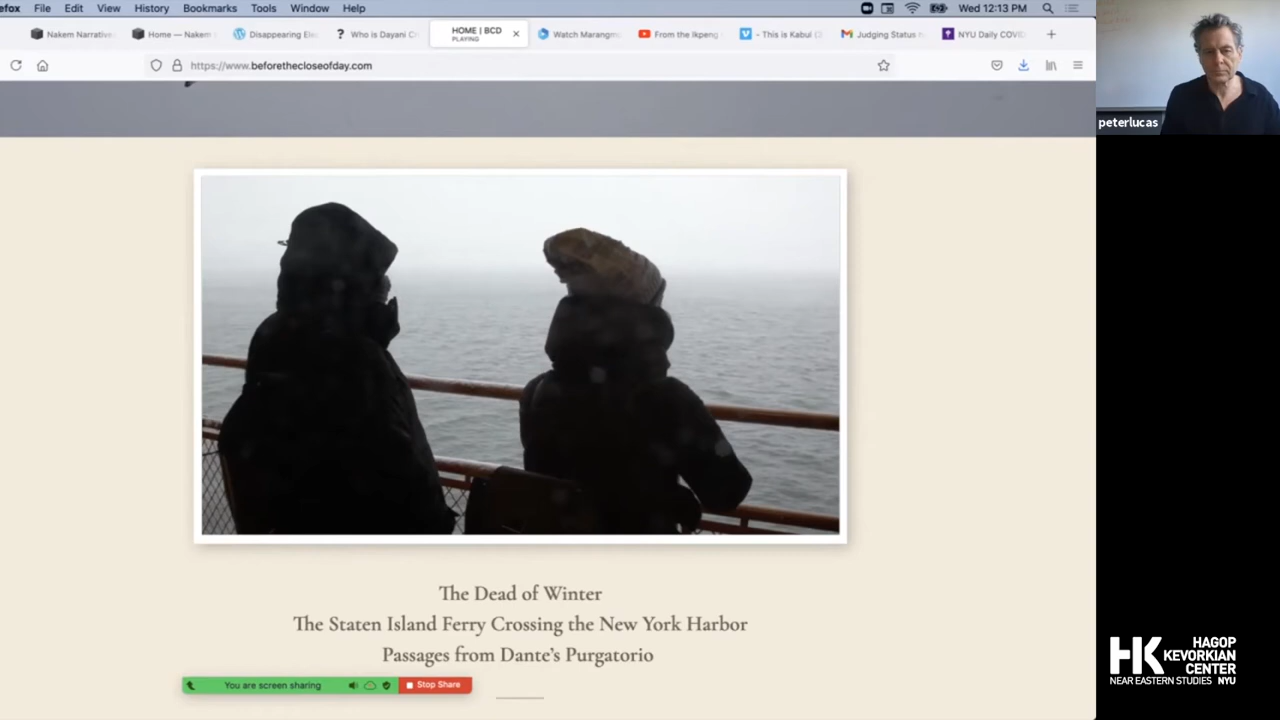 efox File Edit View History Bookmarks Tools Window Help Wed 12:13 PM
Nakem Narrative Home — Nakem Disappearing Ele Who is Dayani C HOME | BCD Watch Marangm From the Ikpeng - This is Kabul (3 Judging Status NYU Daily COVID
PLAYING
https://www.beforethecloseofday.com
peterlucas
The Dead of Winter
The Staten Island Ferry Crossing the New York Harbor
Passages from Dante's Purgatorio
You are screen sharing Stop Share
HK HAGOP
KEVORKIAN
CENTER
NEAR EASTERN STUDIES NYU